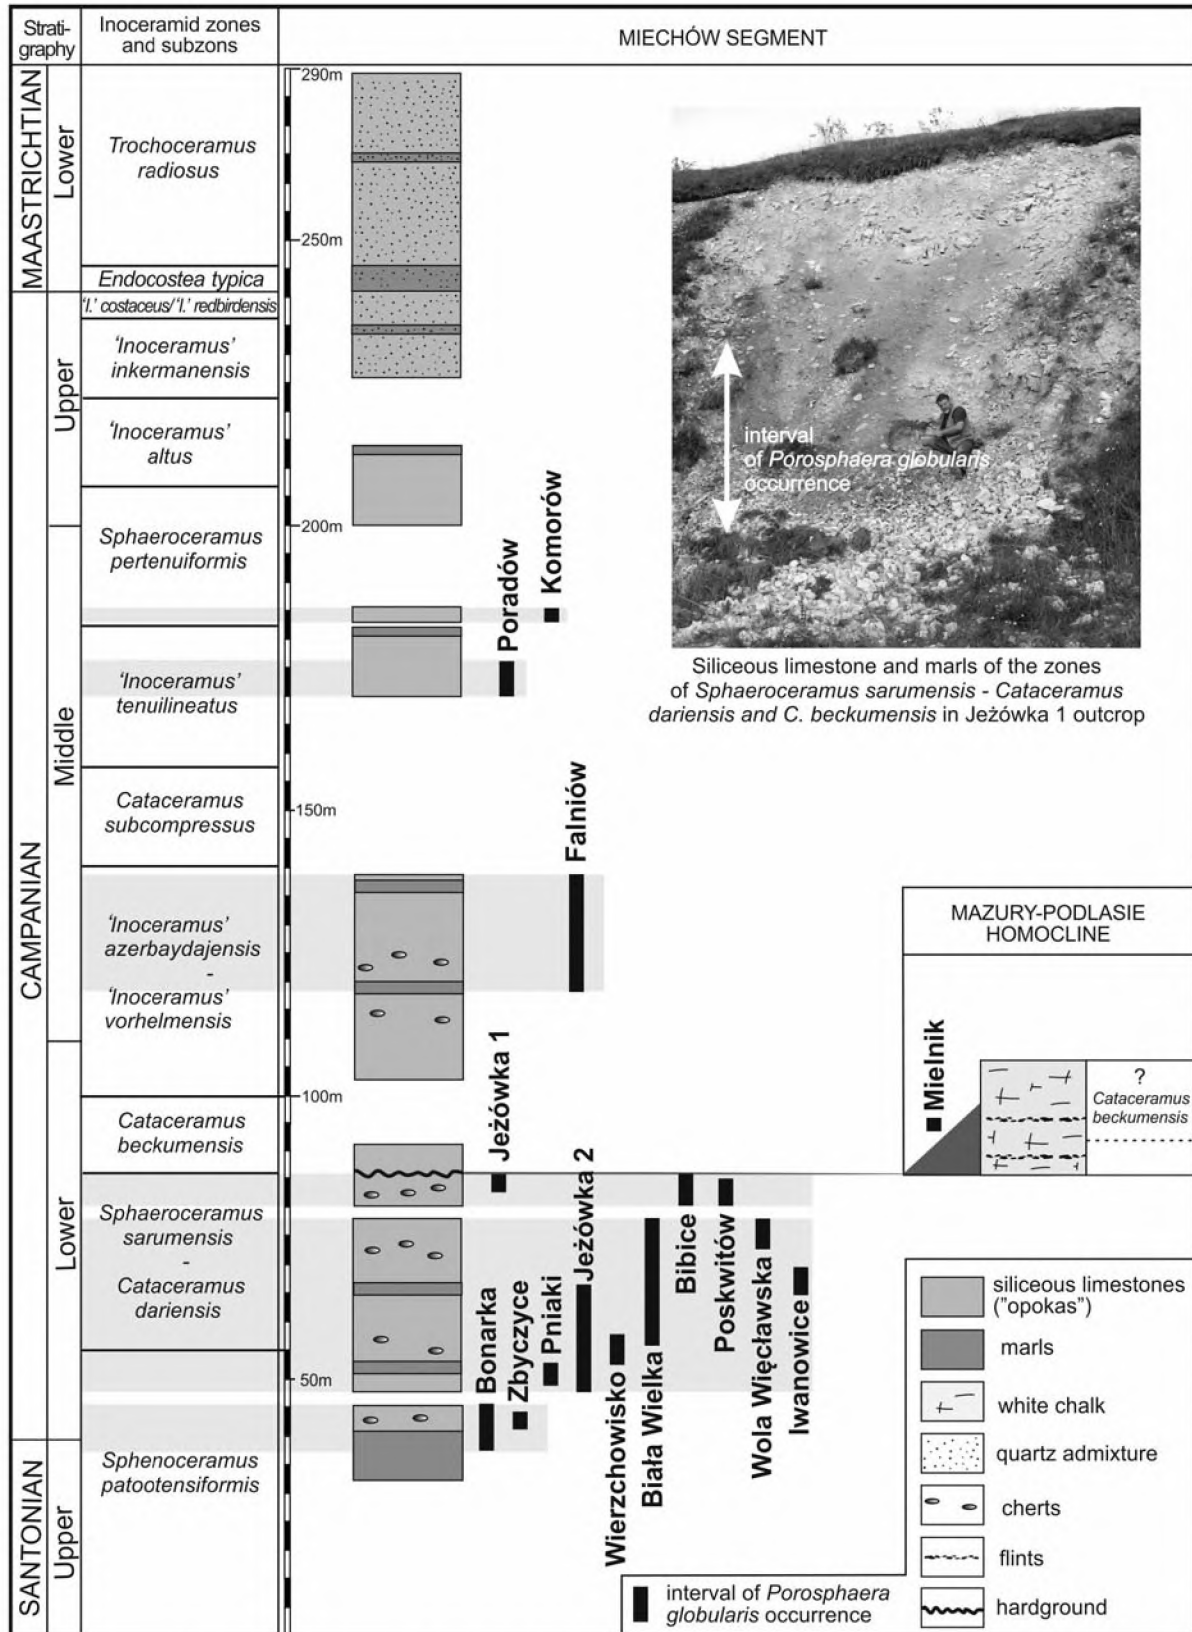 Strati-
graphy
Inoceramid zones
and subzons
MIECHÓW SEGMENT
MAASTRICHTIAN
Lower
Trochoceramus
radiosus
Endocostea typica
CAMPANIAN
Upper
'I.' costaceus/'I.' redbirdensis
'Inoceramus'
inkermanensis
'Inoceramus'
altus
Sphaeroceramus
pertenuiformis
Middle
'Inoceramus'
tenuilineatus
Cataceramus
subcompressus
'Inoceramus'
azerbaydajensis
-
'Inoceramus'
vorhelmensis
Lower
Cataceramus
beckumensis
Sphaeroceramus
sarumensis
-
Cataceramus
dariensis
SANTONIAN
Upper
Sphenoceramus
patootensiformis
290m
250m
200m
150m
100m
50m
Komorów
Poradów
Falniów
Jeżówka 1
Jeżówka 2
Bonarka
Zbyczyce
Pniaki
Wierzchowisko
Biała Wielka
Bibice
Poskwitów
Wola Więcławska
Iwanowice
interval
of Porosphaera globularis
occurrence
Siliceous limestone and marls of the zones
of Sphaeroceramus sarumensis - Cataceramus
dariensis and C. beckumensis in Jeżówka 1 outcrop
MAZURY-PODLASIE
HOMOCLINE
Mielnik
?
Cataceramus
beckumensis
siliceous limestones
("opokas")
marls
white chalk
quartz admixture
cherts
flints
hardground
interval of Porosphaera
globularis occurrence